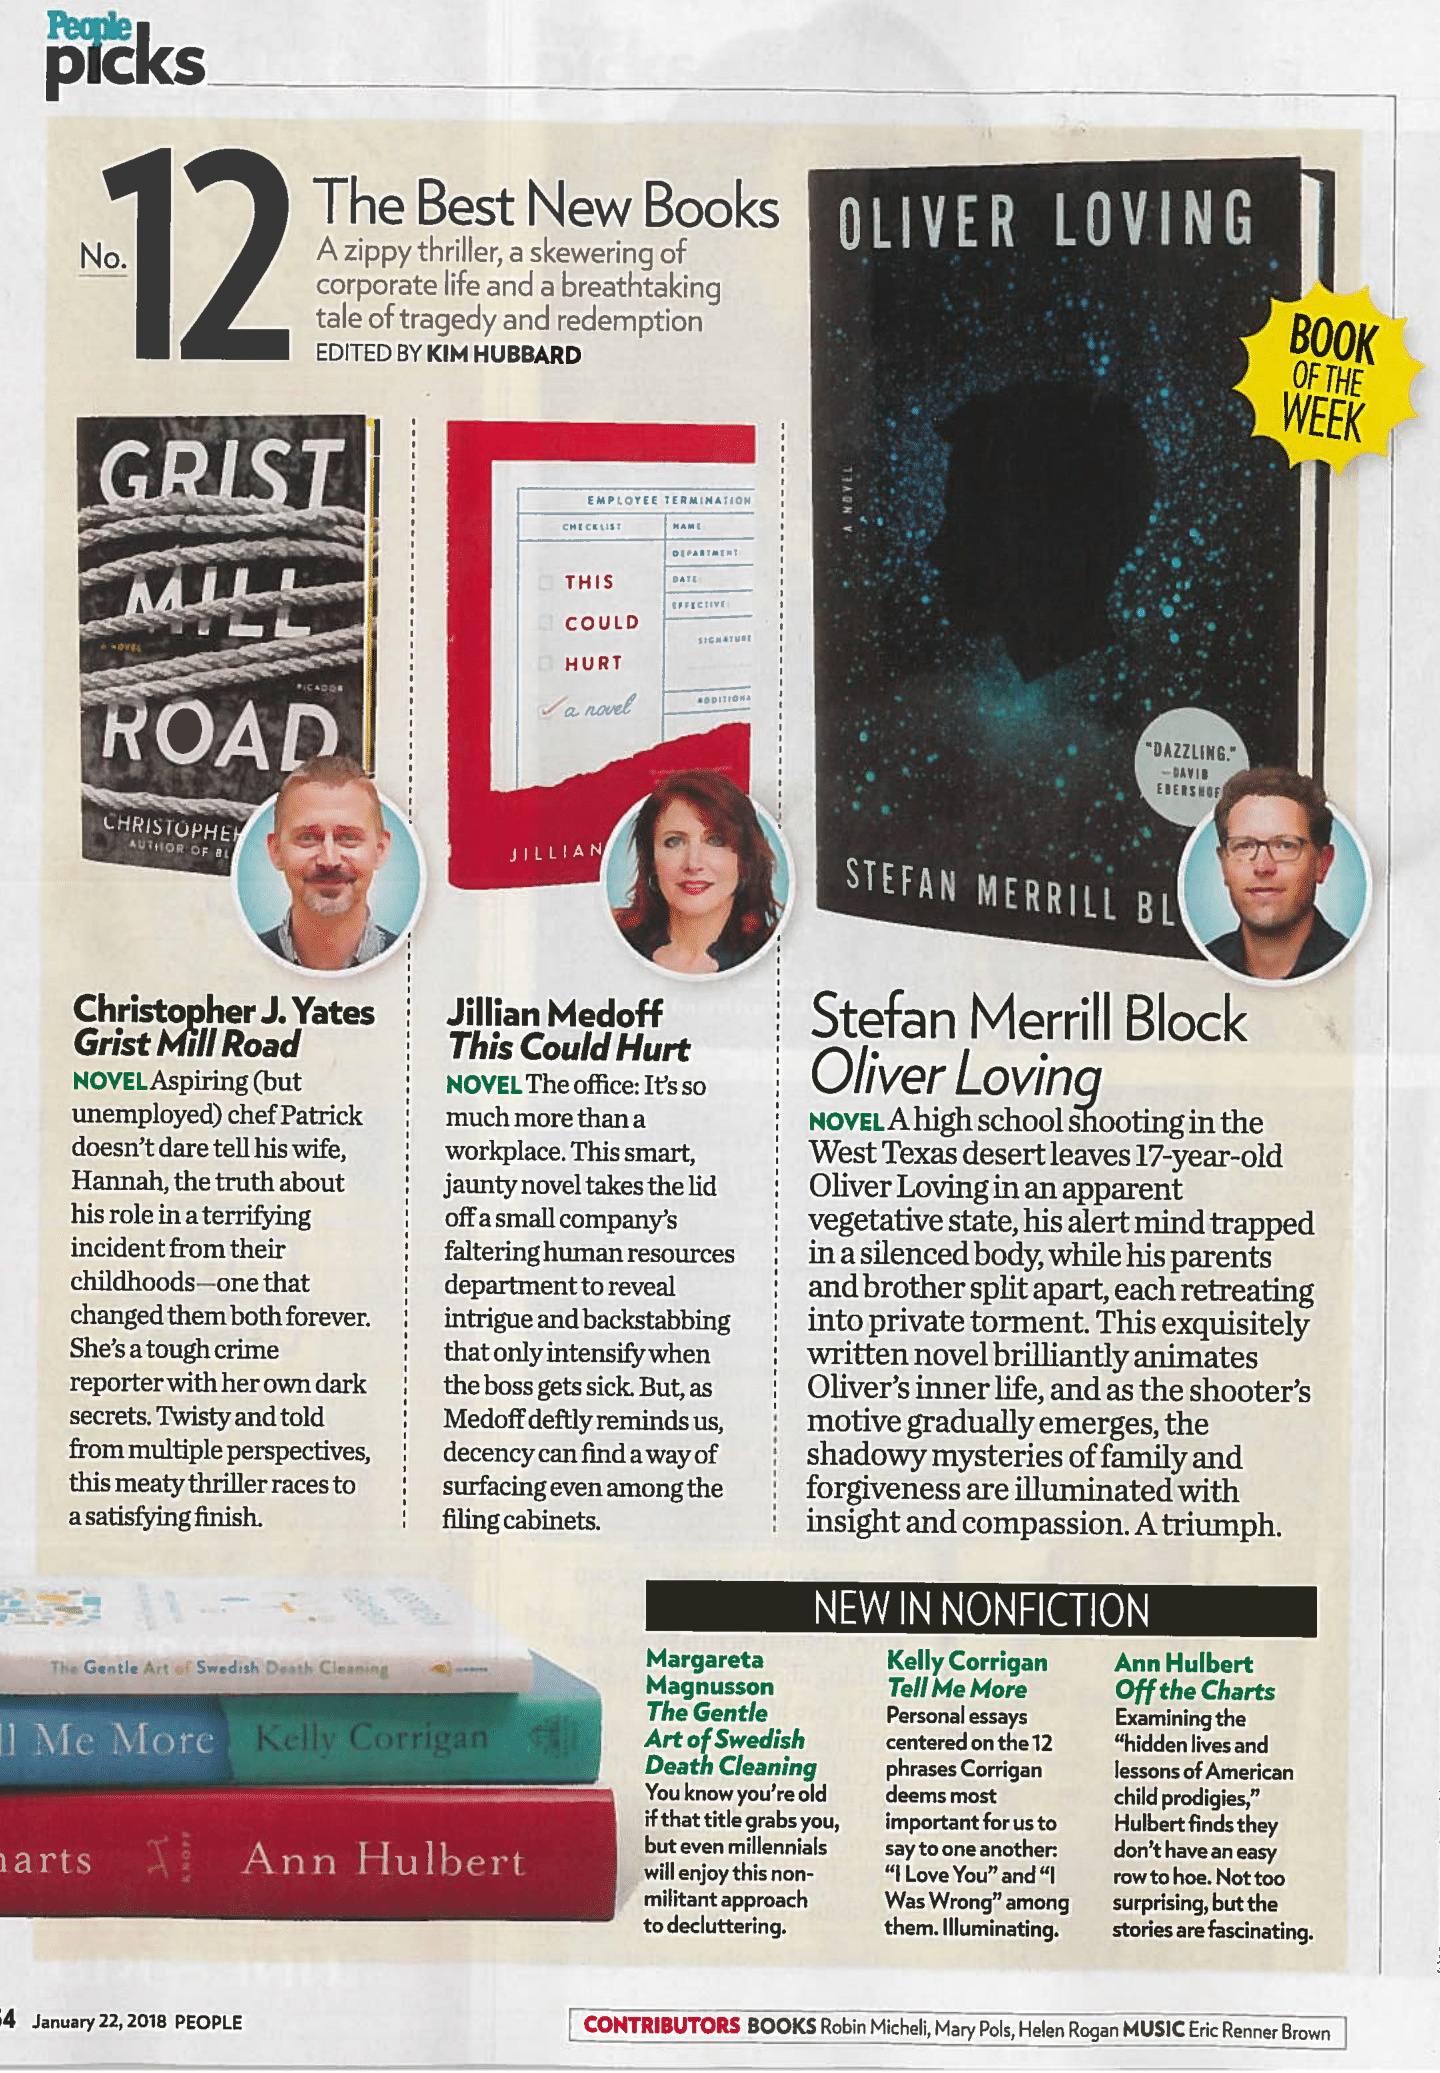 People
picks
No. 12
The Best New Books
A zippy thriller, a skewering of
corporate life and a breathtaking
tale of tragedy and redemption
EDITED BY KIM HUBBARD
GRIST
MILL
A NOVEL
PICADOR
ROAD
CHRISTOPHER
AUTHOR OF
EMPLOYEE TERMINATION
CHECKLIST
NAME
DEPARTMENT:
DATE:
EFFECTIVE:
SIGNATURE
THIS
COULD
HURT
a novel
JILLIAN
OLIVER LOVING
A NOVEL
BOOK
OF THE
WEEK
"DAZZLING."
—DAVID
STEFAN MERRILL BL
Christopher J. Yates
Grist Mill Road
NOVEL Aspiring (but
unemployed) chef Patrick
doesn't dare tell his wife,
Hannah, the truth about
his role in a terrifying
incident from their
childhoods—one that
changed them both forever.
She's a tough crime
reporter with her own dark
secrets. Twisty and told
from multiple perspectives,
this meaty thriller races to
a satisfying finish.
Jillian Medoff
This Could Hurt
NOVEL The office: It's so
much more than a
workplace. This smart,
jaunty novel takes the lid
off a small company's
faltering human resources
department to reveal
intrigue and backstabbing
that only intensify when
the boss gets sick. But, as
Medoff deftly reminds us,
decency can find a way of
surfacing even among the
filing cabinets.
Stefan Merrill Block
Oliver Loving
NOVEL A high school shooting in the
West Texas desert leaves 17-year-old
Oliver Loving in an apparent
vegetative state, his alert mind trapped
in a silenced body, while his parents
and brother split apart, each retreating
into private torment. This exquisitely
written novel brilliantly animates
Oliver's inner life, and as the shooter's
motive gradually emerges, the
shadowy mysteries of family and
forgiveness are illuminated with
insight and compassion. A triumph.
The Gentle Art of Swedish Death Cleaning
ll Me More Kelly Corrigan
arts KNOPF Ann Hulbert
NEW IN NONFICTION
Margareta
Magnusson
The Gentle
Art of Swedish
Death Cleaning
You know you're old
if that title grabs you,
but even millennials
will enjoy this non-
militant approach
to decluttering.
Kelly Corrigan
Tell Me More
Personal essays
centered on the 12
phrases Corrigan
deems most
important for us to
say to one another:
"I Love You" and "I
Was Wrong" among
them. Illuminating.
Ann Hulbert
Off the Charts
Examining the
"hidden lives and
lessons of American
child prodigies,"
Hulbert finds they
don't have an easy
row to hoe. Not too
surprising, but the
stories are fascinating.
4 January 22, 2018 PEOPLE
CONTRIBUTORS BOOKS Robin Micheli, Mary Pols, Helen Rogan MUSIC Eric Renner Brown